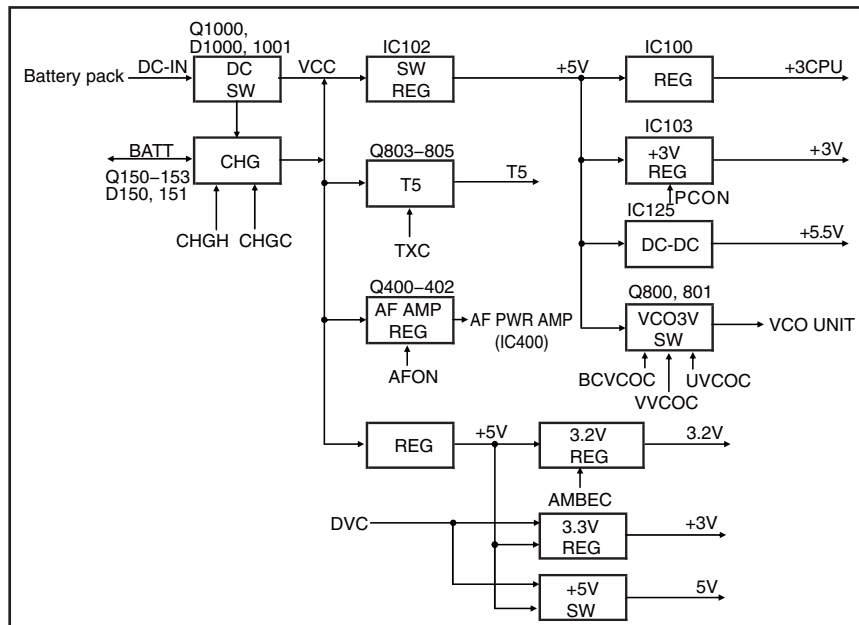 Q1000,
D1000, 1001
IC102
IC100
Battery pack
DC-IN
DC
SW
VCC
SW
REG
+5V
REG
+3CPU
IC103
BATT
CHG
Q803–805
+3V
REG
+3V
Q150–153
D150, 151
T5
T5
PCON
IC125
CHGH
CHGC
TXC
DC-DC
+5.5V
Q400–402
Q800, 801
AF AMP
REG
AF PWR AMP
(IC400)
VCO3V
SW
VCO UNIT
AFON
BCVCOC
UVCOC
VVCOC
REG
+5V
3.2V
REG
3.2V
AMBEC
DVC
3.3V
REG
+3V
+5V
SW
5V